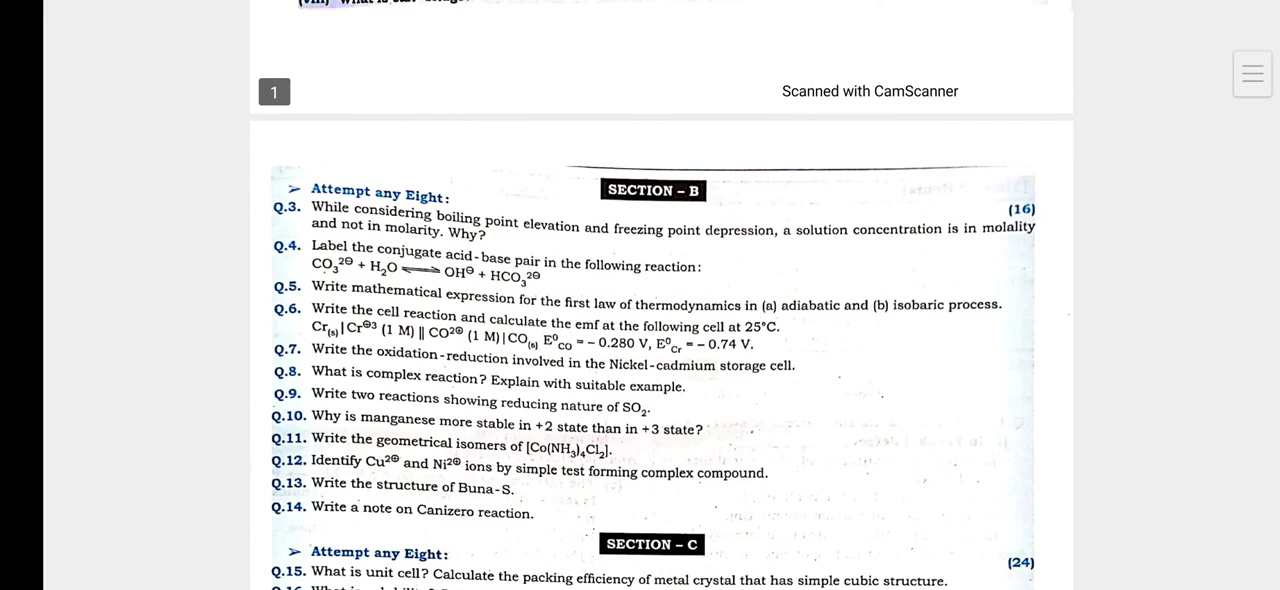 1
Scanned with CamScanner
SECTION – B
➢ Attempt any Eight:
(16)
Q.3. While considering boiling point elevation and freezing point depression, a solution concentration is in molality
and not in molarity. Why?
Q.4. Label the conjugate acid-base pair in the following reaction:
CO₃²⊖ + H₂O ⇌ OH⊖ + HCO₃²⊖
Q.5. Write mathematical expression for the first law of thermodynamics in (a) adiabatic and (b) isobaric process.
Q.6. Write the cell reaction and calculate the emf at the following cell at 25°C.
Cr₍ₛ₎|Cr⊕³ (1 M) || CO²⊕ (1 M)|CO₍ₛ₎ E⁰CO = – 0.280 V, E⁰Cr = – 0.74 V.
Q.7. Write the oxidation-reduction involved in the Nickel-cadmium storage cell.
Q.8. What is complex reaction? Explain with suitable example.
Q.9. Write two reactions showing reducing nature of SO₂.
Q.10. Why is manganese more stable in +2 state than in +3 state?
Q.11. Write the geometrical isomers of [Co(NH₃)₄Cl₂].
Q.12. Identify Cu²⊕ and Ni²⊕ ions by simple test forming complex compound.
Q.13. Write the structure of Buna-S.
Q.14. Write a note on Canizero reaction.
SECTION – C
➢ Attempt any Eight:
(24)
Q.15. What is unit cell? Calculate the packing efficiency of metal crystal that has simple cubic structure.